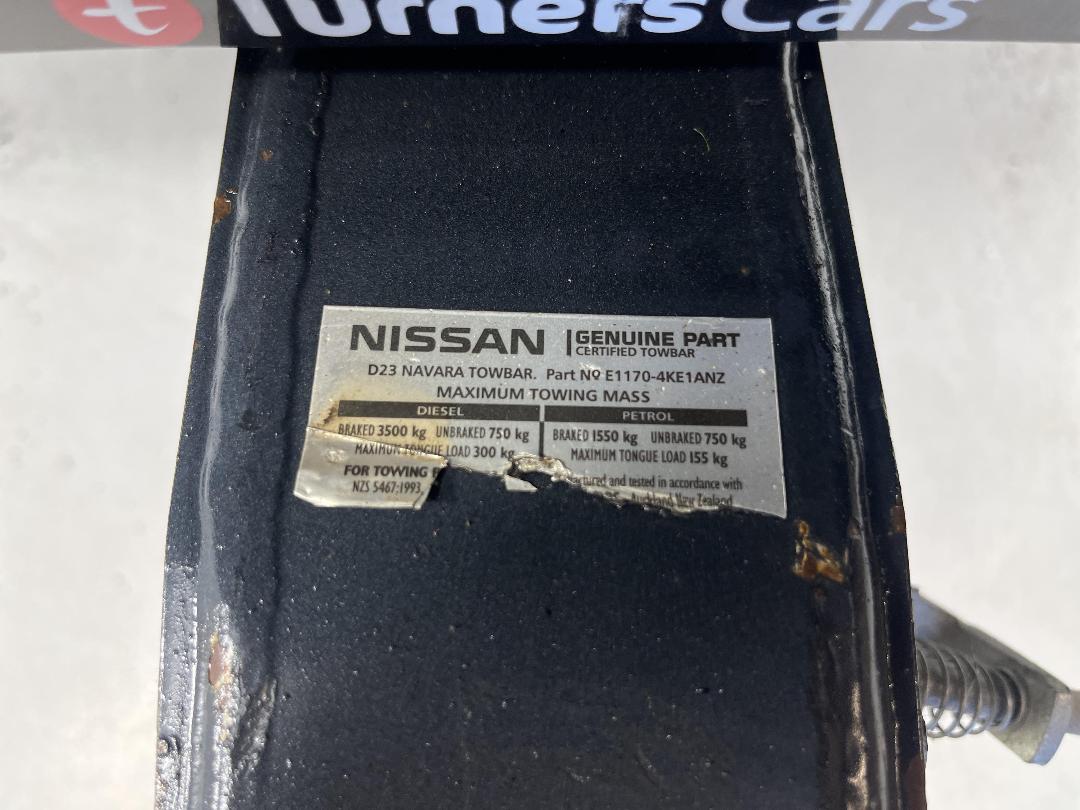 Turners Cars
NISSAN | GENUINE PART
CERTIFIED TOWBAR
D23 NAVARA TOWBAR. Part Nº E1170-4KE1ANZ
MAXIMUM TOWING MASS
DIESEL PETROL
BRAKED 3500 kg UNBRAKED 750 kg BRAKED 1550 kg UNBRAKED 750 kg
MAXIMUM TONGUE LOAD 300 kg MAXIMUM TONGUE LOAD 155 kg
FOR TOWING and tested in accordance with
NZS 5467:1993, Auckland New Zealand